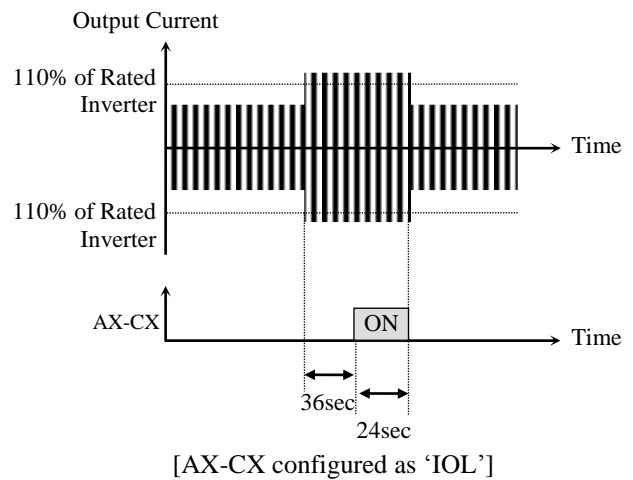 Output Current
110% of Rated
Inverter
Time
110% of Rated
Inverter
AX-CX
ON
Time
36sec
24sec
[AX-CX configured as ‘IOL’]